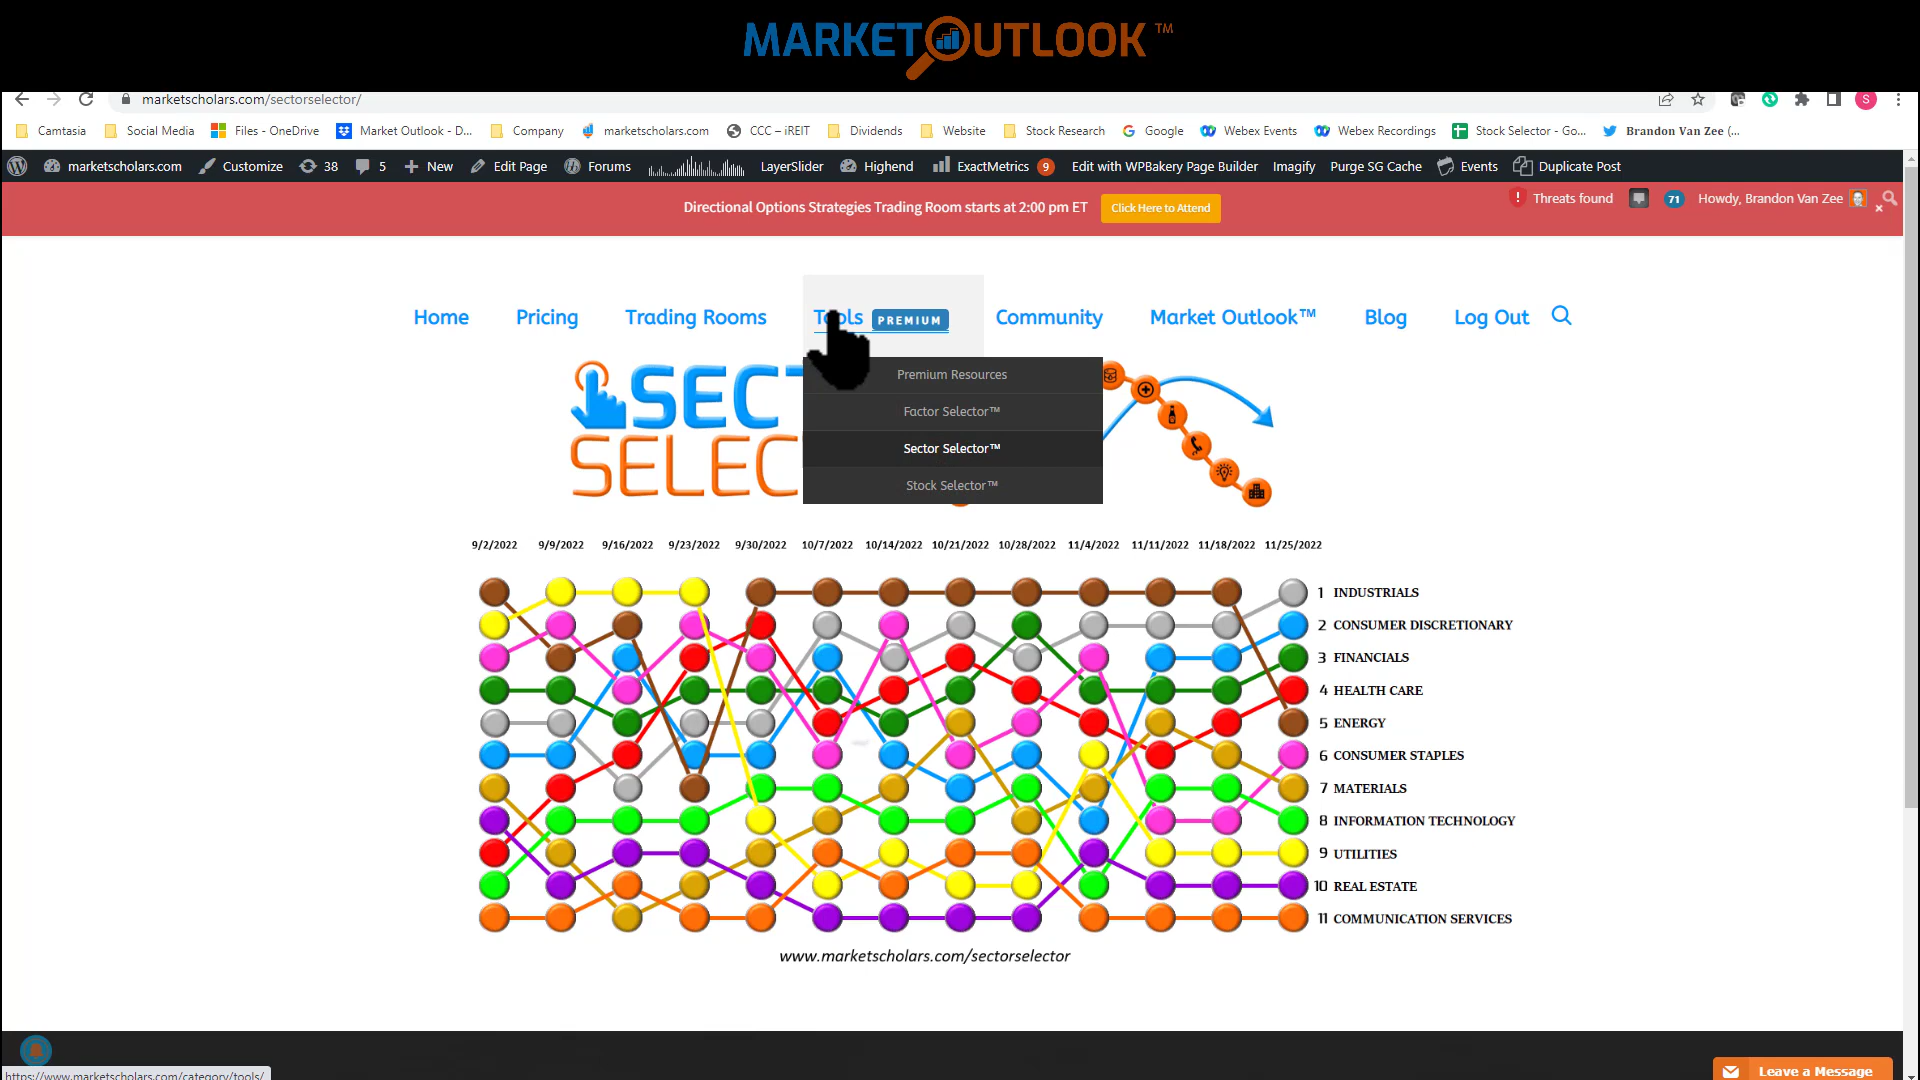 MARKETOUTLOOK™
marketscholars.com/sectorselector/
S
Camtasia Social Media Files - OneDrive Market Outlook - D... Company marketscholars.com CCC – iREIT Dividends Website Stock Research Google Webex Events Webex Recordings Stock Selector - Go... Brandon Van Zee (...
marketscholars.com Customize 38 5 New Edit Page Forums LayerSlider Highend ExactMetrics 9 Edit with WPBakery Page Builder Imagify Purge SG Cache Events Duplicate Post
Threats found 71 Howdy, Brandon Van Zee
Directional Options Strategies Trading Room starts at 2:00 pm ET Click Here to Attend
Home Pricing Trading Rooms Tools PREMIUM Community Market Outlook™ Blog Log Out
Premium Resources
Factor Selector™
Sector Selector™
Stock Selector™
SECT
SELEC
9/2/2022 9/9/2022 9/16/2022 9/23/2022 9/30/2022 10/7/2022 10/14/2022 10/21/2022 10/28/2022 11/4/2022 11/11/2022 11/18/2022 11/25/2022
1 INDUSTRIALS
2 CONSUMER DISCRETIONARY
3 FINANCIALS
4 HEALTH CARE
5 ENERGY
6 CONSUMER STAPLES
7 MATERIALS
8 INFORMATION TECHNOLOGY
9 UTILITIES
10 REAL ESTATE
11 COMMUNICATION SERVICES
www.marketscholars.com/sectorselector
Leave a Message
https://www.marketscholars.com/category/tools/